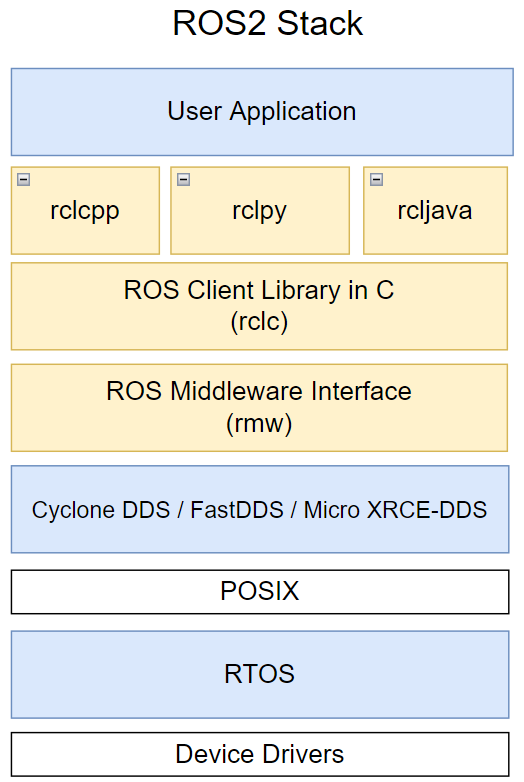 ROS2 Stack
User Application
rclcpp
rclpy
rcljava
ROS Client Library in C
(rclc)
ROS Middleware Interface
(rmw)
Cyclone DDS / FastDDS / Micro XRCE-DDS
POSIX
RTOS
Device Drivers